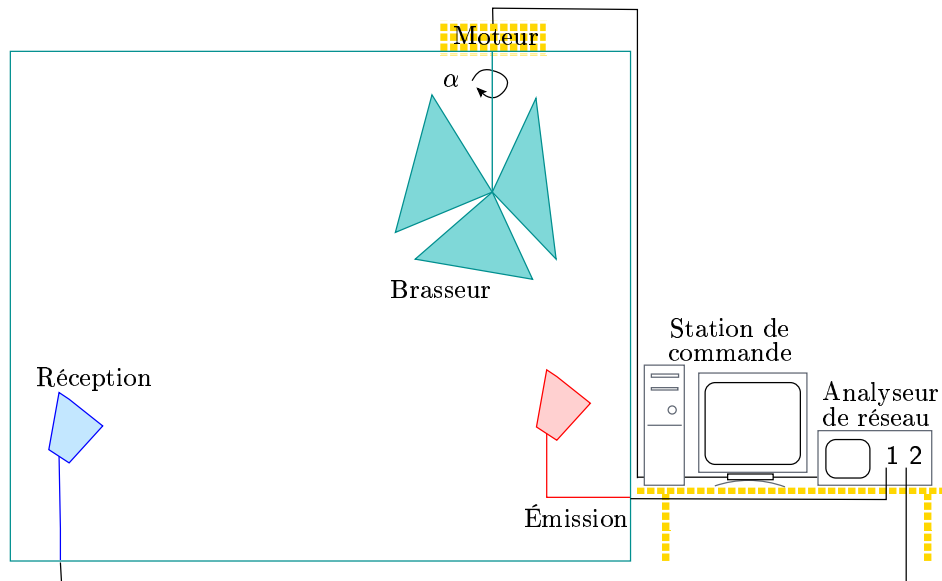 Moteur
α
Brasseur
Station de
commande
Réception
Analyseur
de réseau
1 2
Émission